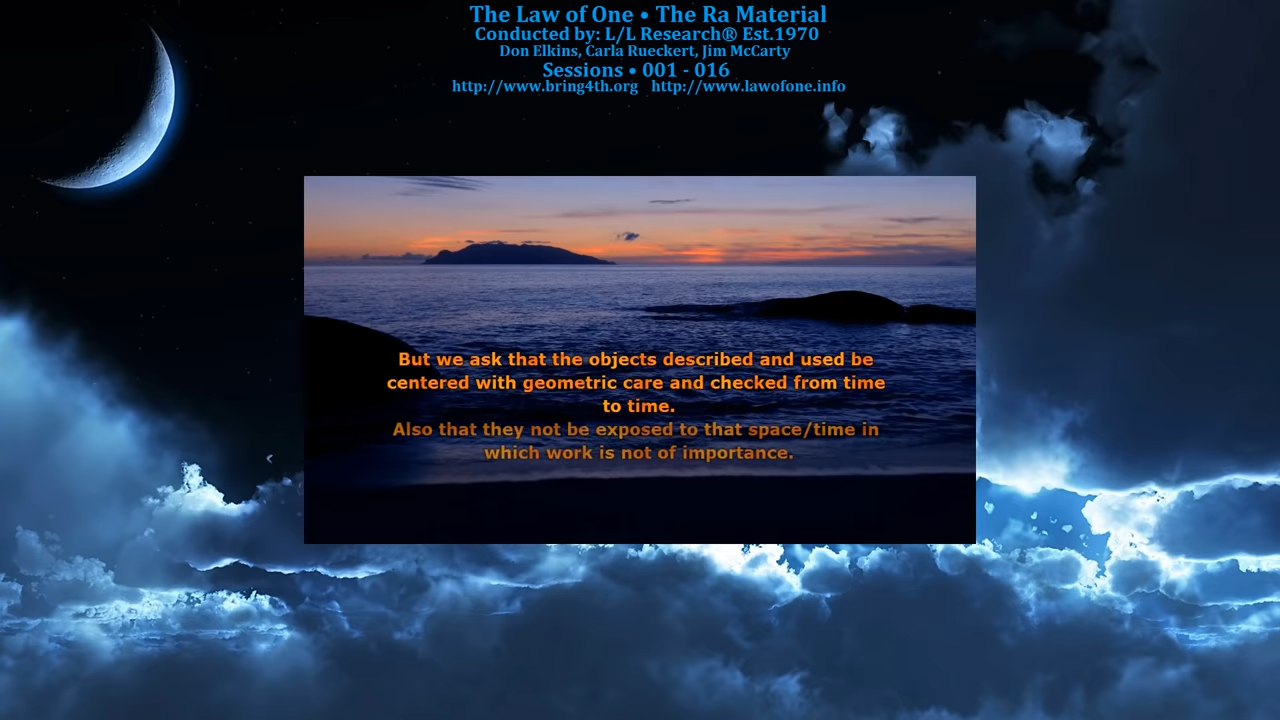 The Law of One • The Ra Material
Conducted by: L/L Research® Est.1970
Don Elkins, Carla Rueckert, Jim McCarty
Sessions • 001 - 016
http://www.bring4th.org http://www.lawofone.info
But we ask that the objects described and used be
centered with geometric care and checked from time
to time.
Also that they not be exposed to that space/time in
which work is not of importance.